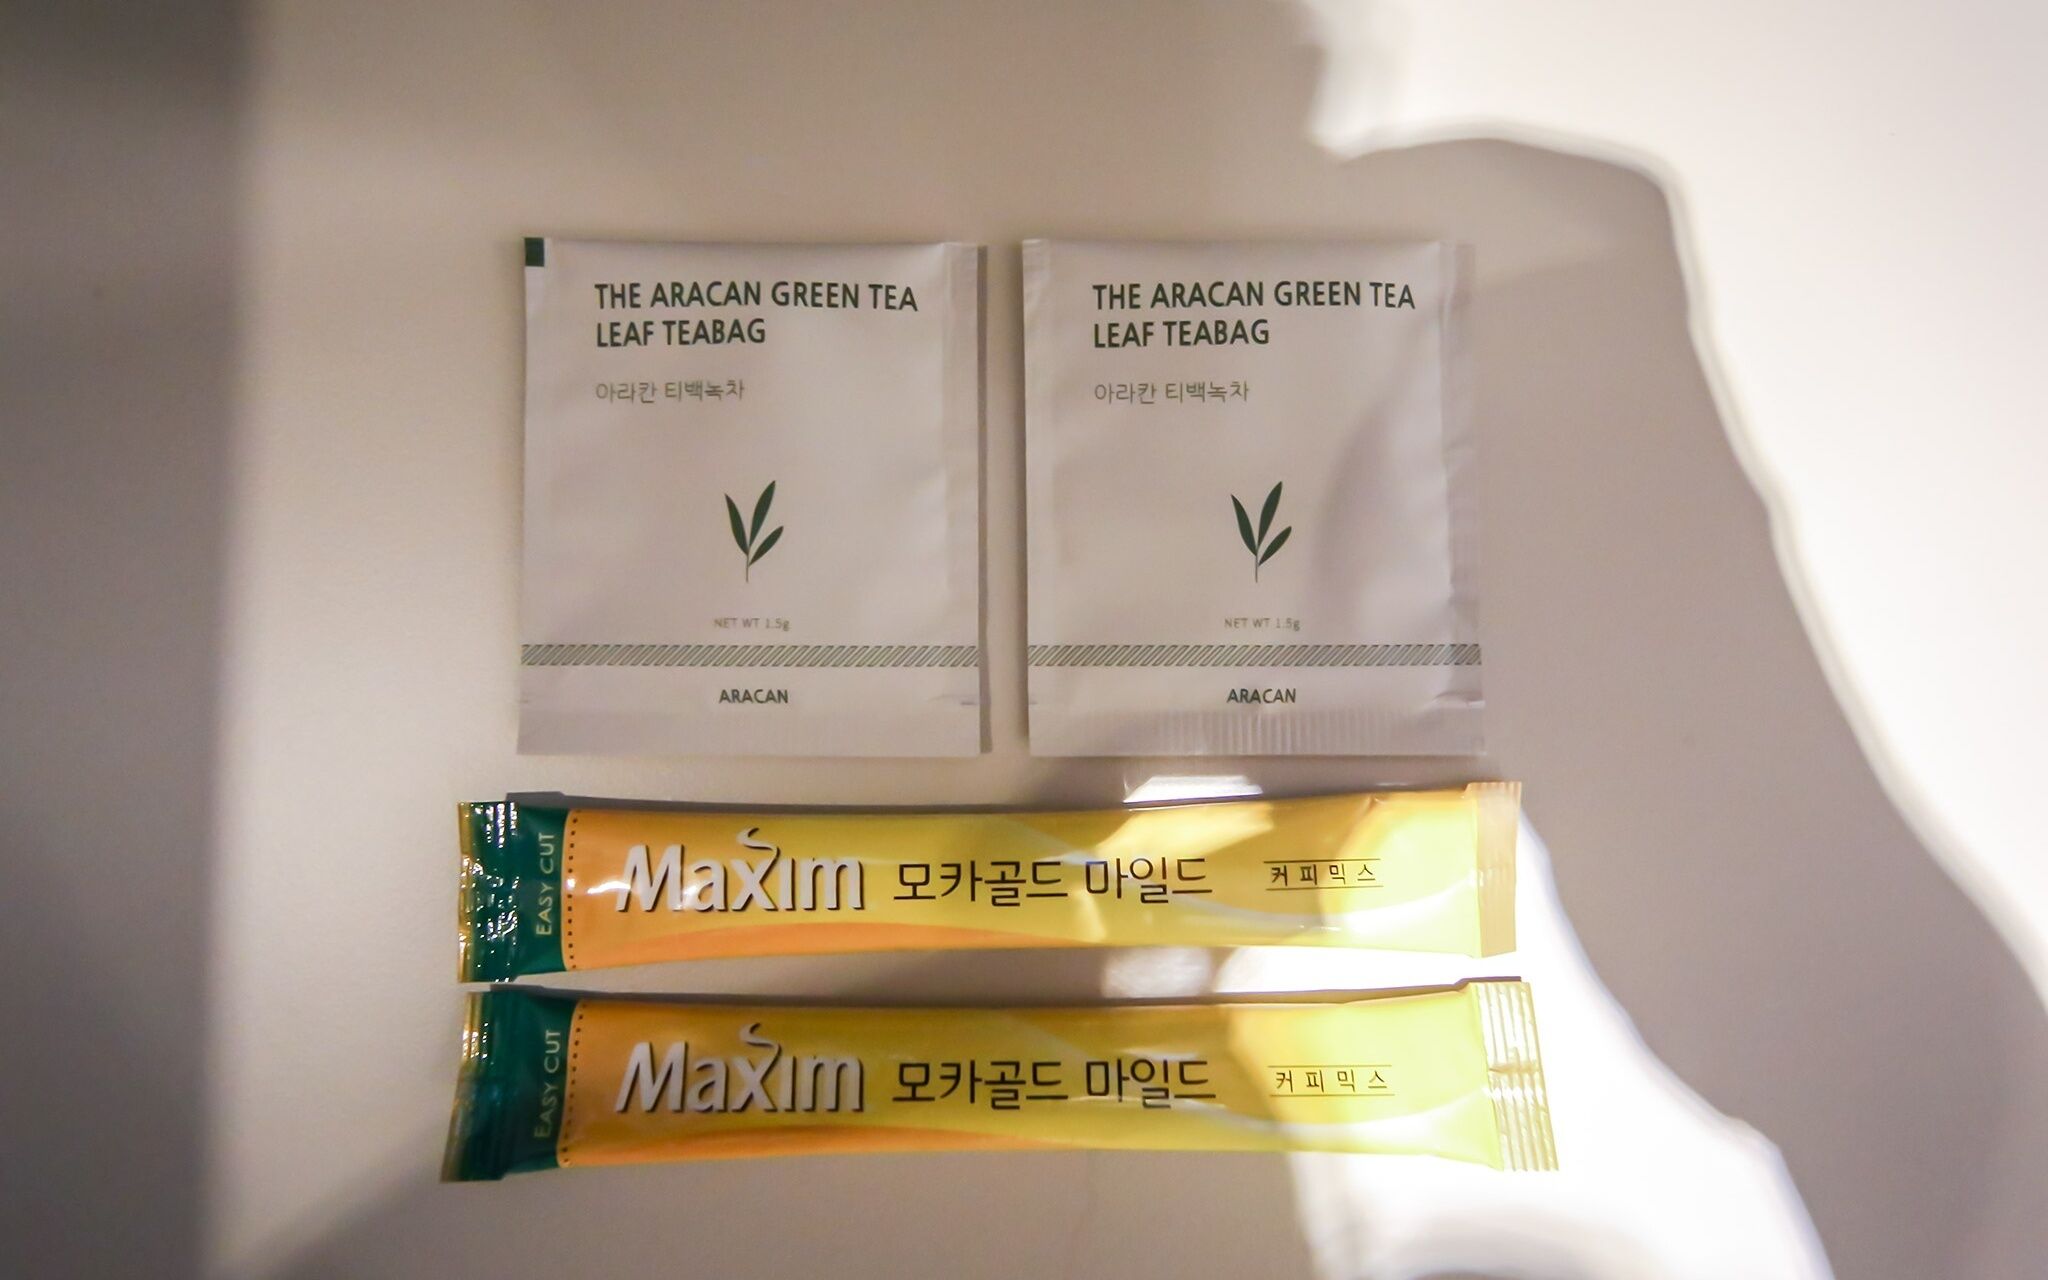 THE ARACAN GREEN TEA
LEAF TEABAG
아라칸 티백녹차
NET WT 1.5g
ARACAN
THE ARACAN GREEN TEA
LEAF TEABAG
아라칸 티백녹차
NET WT 1.5g
ARACAN
EASY CUT
Maxim 모카골드 마일드 커피믹스
EASY CUT
Maxim 모카골드 마일드 커피믹스